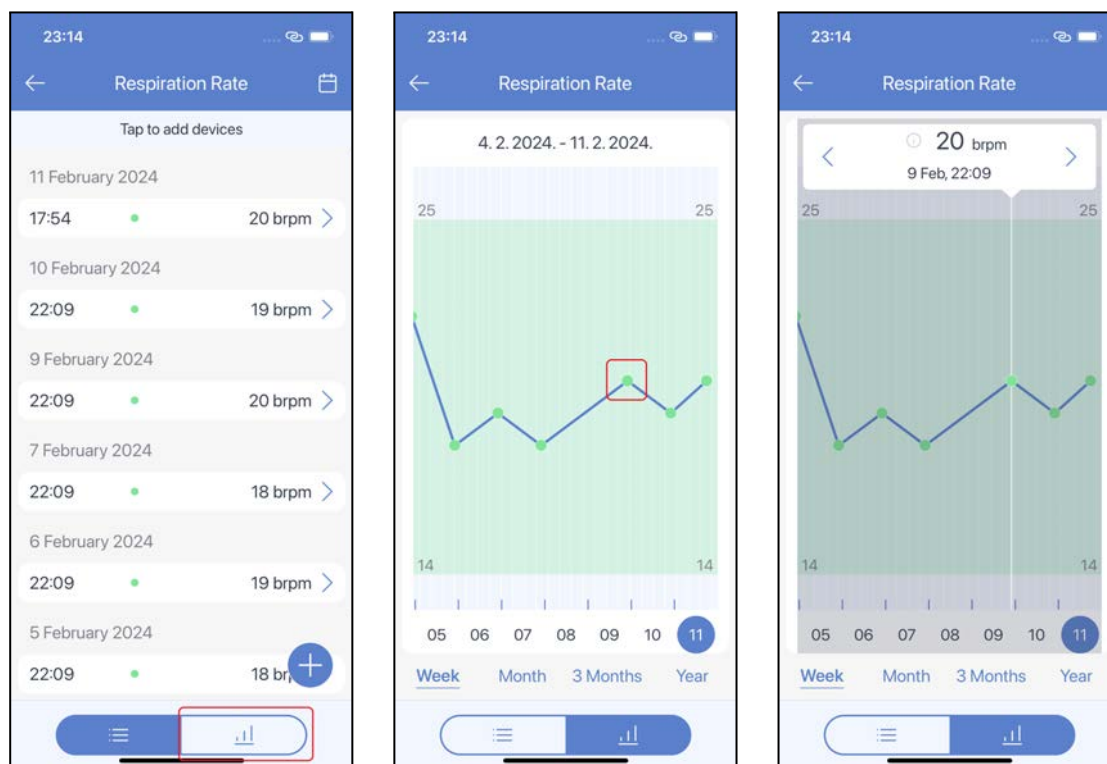 23:14
Respiration Rate
Tap to add devices
11 February 2024
17:54 20 brpm
10 February 2024
22:09 19 brpm
9 February 2024
22:09 20 brpm
7 February 2024
22:09 18 brpm
6 February 2024
22:09 19 brpm
5 February 2024
22:09 18 br
23:14
Respiration Rate
4. 2. 2024. - 11. 2. 2024.
25 25
14 14
05 06 07 08 09 10 11
Week Month 3 Months Year
23:14
Respiration Rate
20 brpm
9 Feb, 22:09
25 25
14 14
05 06 07 08 09 10 11
Week Month 3 Months Year